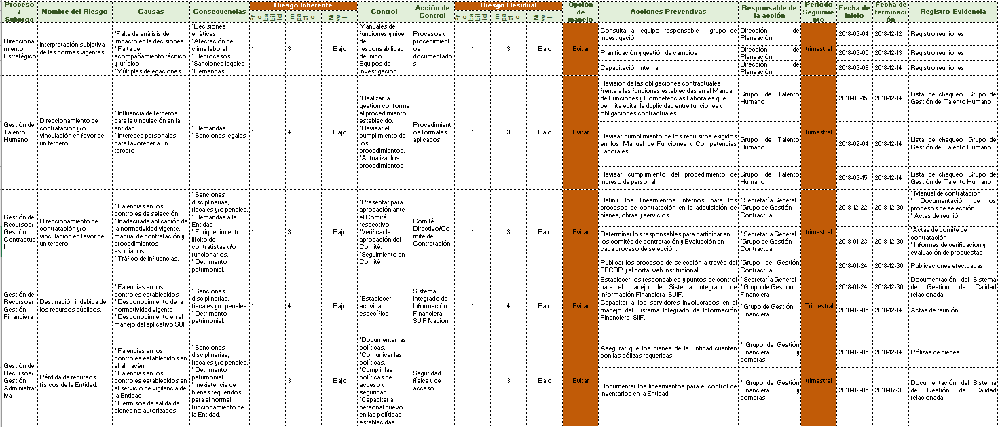 Proceso / Subproc
Nombre del Riesgo
Causas
Consecuencias
Riesgo Inherente
Pro babilid
Im pa cto
Ni ve l
Control
Acción de Control
Riesgo Residual
Pro babilid
Im pa cto
Ni ve l
Opción de manejo
Acciones Preventivas
Responsable de la acción
Periodo Seguimie nto
Fecha de Inicio
Fecha de terminaci ón
Registro-Evidencia
Direcciona
miento
Estratégico
Interpretación subjetiva
de las normas vigentes
*Falta de análisis de
impacto en la decisiones
* Falta de
acompañamiento técnico
y jurídico
*Múltiples delegaciones
*Decisiones
erráticas
*Afectación del
clima laboral
* Reprocesos
*Sanciones legales
*Demandas
1
3
Bajo
Manuales de
funciones y nivel
de
responsabilidad
definido
Equipos de
investigación
Procesos y
procedimient
os
documentado
s
1
3
Bajo
Evitar
Consulta al equipo responsable - grupo de
investigación
Dirección de
Planeación
trimestral
2018-03-04
2018-12-12
Registro reuniones
Planificación y gestión de cambios
Dirección de
Planeación
2018-03-05
2018-12-13
Registro reuniones
Capacitación interna
Dirección de
Planeación
2018-03-06
2018-12-14
Registro reuniones
Gestión del
Talento
Humano
Direccionamiento de
contratación y/o
vinculación en favor de
un tercero.
* Influencia de terceros
para la vinculación en la
entidad
* Intereses personales
para favorecer a un
tercero
* Demandas
* Sanciones legales
1
4
Bajo
*Realizar la
gestión conforme
al procedimiento
establecido.
*Revisar el
cumplimiento de
los
procedimientos.
*Actualizar los
procedimientos
Procedimient
os formales
aplicados
1
3
Bajo
Evitar
Revisión de las obligaciones contractuales
frente a las funciones establecidas en el Manual
de Funciones y Competencias Laborales que
permita evitar la duplicidad entre funciones y
obligaciones contractuales.
Grupo de Talento
Humano
trimestral
2018-03-15
2018-12-14
Lista de chequeo Grupo de
Gestión del Talento Humano
Revisar cumplimiento de los requisitos exigidos
en los Manual de Funciones y Competencias
Laborales.
Grupo de Talento
Humano
2018-02-04
2018-12-14
Lista de chequeo Grupo de
Gestión del Talento Humano
Revisar cumplimiento del procedimiento de
ingreso de personal.
Grupo de Talento
Humano
2018-03-15
2018-12-14
Lista de chequeo Grupo de
Gestión del Talento Humano
Gestión de
Recursos/
Gestión
Contractua
l
Direccionamiento de
contratación y/o
vinculación en favor de
un tercero.
* Falencias en los
controles de selección
* Inadecuada aplicación de
la normatividad vigente,
manual de contratación y
procedimientos
asociados.
* Tráfico de influencias.
* Sanciones
disciplinarias,
fiscales y/o penales.
* Demandas a la
Entidad
* Enriquecimiento
ilícito de
contratistas y/o
funcionarios.
* Detrimento
patrimonial.
1
3
Bajo
*Presentar para
aprobación ante
el Comité
respectivo.
*Verificar la
aprobación del
Comité.
*Seguimiento en
Comité
Comité
Directivo/Co
mité de
Contratación
1
3
Bajo
Evitar
Definir los lineamientos internos para los
procesos de contratación en la adquisición de
bienes, obras y servicios.
* Secretaría General
*Grupo de Gestión
Contractual
trimestral
2018-12-22
2018-12-30
* Manual de contratación
* Documentación de los
procesos de selección
* Actas de reunión
Determinar los responsables para participar en
los comités de contratación y Evaluación en
cada proceso de selección.
* Secretaría General
*Grupo de Gestión
Contractual
2018-01-23
2018-12-30
*Actas de comité de
contratación
* Informes de verificación y
evaluación de propuestas
Publicar los procesos de selección a través del
SECOP y el portal web institucional.
*Grupo de Gestión
Contractual
2018-01-24
2018-12-30
Publicaciones efectuadas
Gestión de
Recursos/
Gestión
Financiera
Destinación indebida de
los recursos públicos.
* Falencias en los
controles establecidos
* Desconocimiento de la
normatividad vigente
* Desconocimiento en el
manejo del aplicativo SUIF
* Sanciones
disciplinarias,
fiscales y/o penales.
* Detrimento
patrimonial.
1
4
Bajo
*Establecer
actividad
específica
Sistema
Integrado de
Información
Financiera -
SUIF Nación
1
4
Bajo
Evitar
Establecer los responsables y puntos de control
para el manejo del Sistema Integrado de
Información Financiera -SUIF.
* Secretaría General
* Grupo de Gestión
Financiera
Trimestral
2018-01-24
2018-12-30
Documentación del Sistema
de Gestión de Calidad
relacionada
Capacitar a los servidores involucrados en el
manejo del Sistema Integrado de Información
Financiera -SIIF.
* Grupo de Gestión
Financiera
2018-02-05
2018-12-14
Actas de reunión
Gestión de
Recursos/
Gestión
Administrat
iva
Pérdida de recursos
físicos de la Entidad.
* Falencias en los
controles establecidos en
el almacén.
* Falencias en los
controles establecidos en
el servicio de vigilancia de
la Entidad
* Permisos de salida de
bienes no autorizados.
* Sanciones
disciplinarias,
fiscales y/o penales.
* Detrimento
patrimonial.
* Inexistencia de
bienes requeridos
para el normal
funcionamiento de
la Entidad.
1
3
Bajo
*Documentar las
políticas.
*Comunicar las
políticas.
*Cumplir las
políticas de
acceso y
seguridad.
*Capacitar al
personal nuevo
en las políticas
establecidas
Seguridad
física y de
acceso
1
3
Bajo
Evitar
Asegurar que los bienes de la Entidad cuenten
con las pólizas requeridas.
* Grupo de Gestión
Financiera y
compras
trimestral
2018-02-05
2018-12-14
Pólizas de bienes
Documentar los lineamientos para el control de
inventarios en la Entidad.
* Grupo de Gestión
Financiera y
compras
2018-02-05
2018-07-30
Documentación del Sistema
de Gestión de Calidad
relacionada